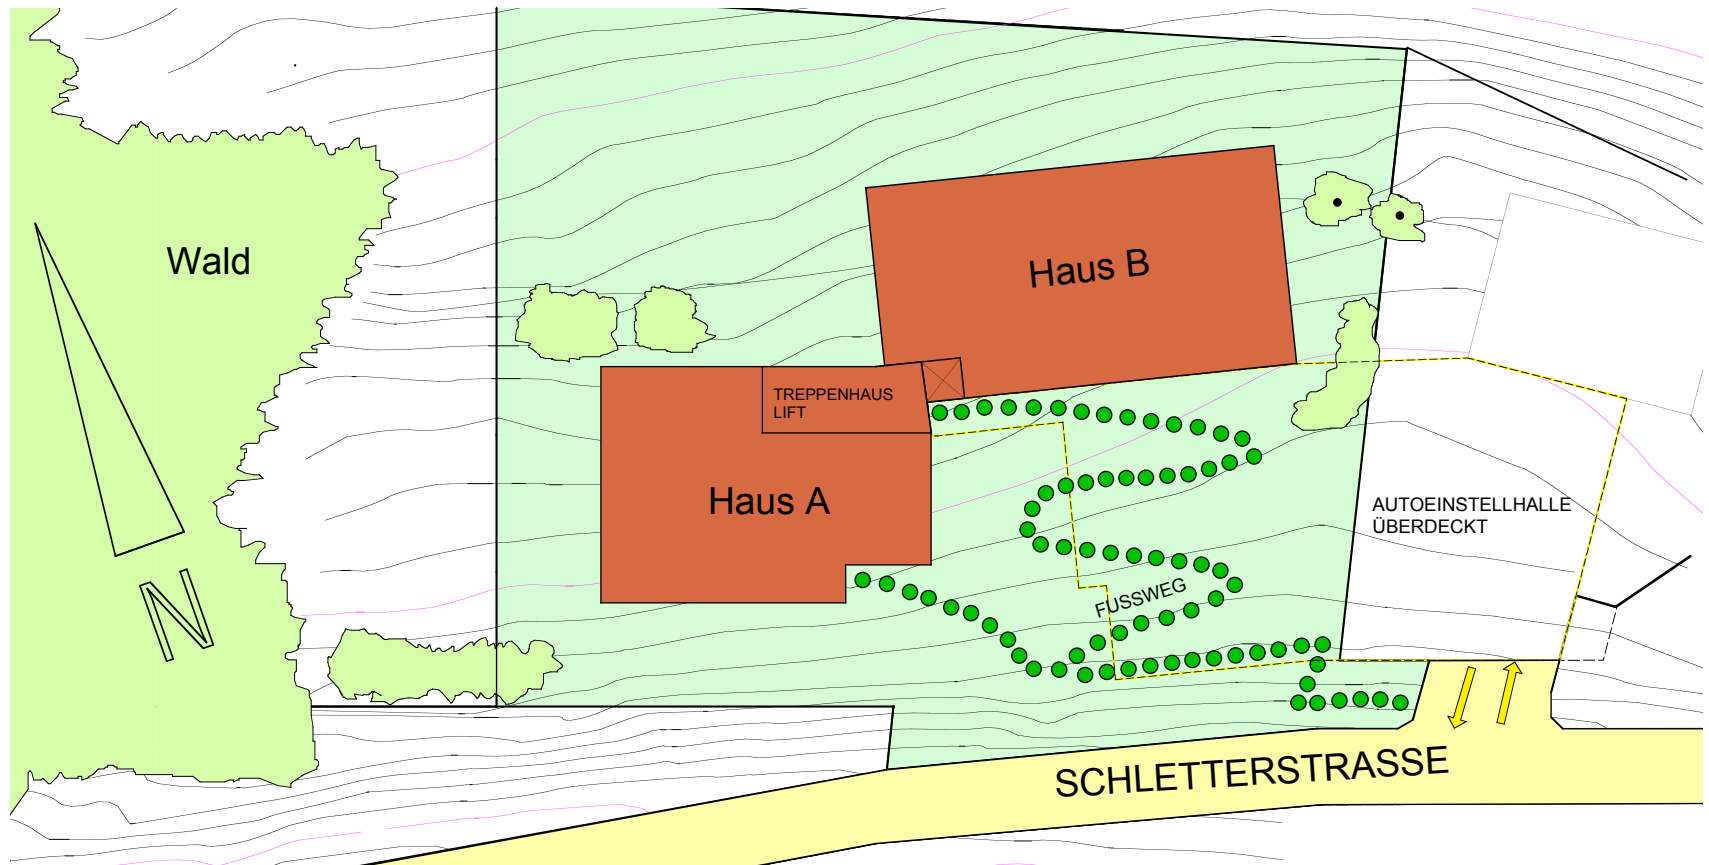 Wald
Haus B
TREPPENHAUS
LIFT
Haus A
AUTOEINSTELLHALLE
ÜBERDECKT
FUSSWEG
N
SCHLETTERSTRASSE